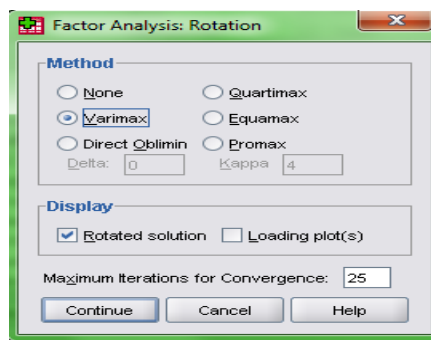 Factor Analysis: Rotation
Method
None Quartimax
Varimax Equamax
Direct Oblimin Promax
Delta: 0 Kappa 4
Display
Rotated solution Loading plot(s)
Maximum Iterations for Convergence: 25
Continue Cancel Help